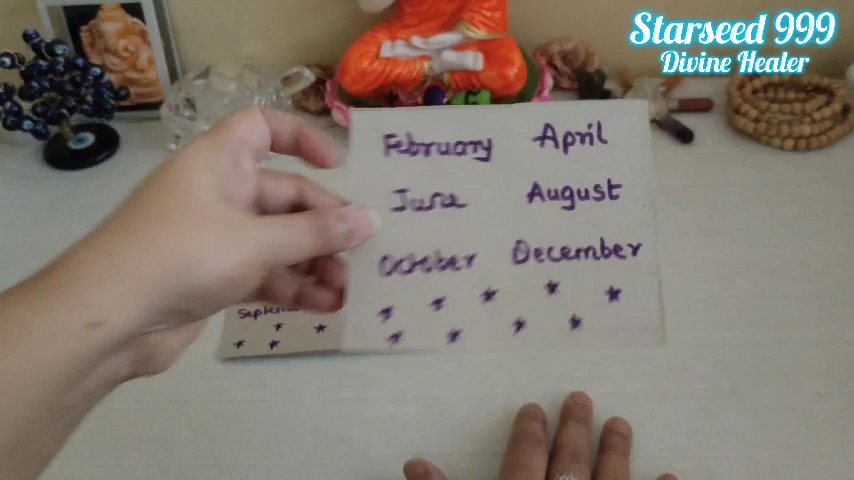 Starseed 999
Divine Healer
February April
June August
October December